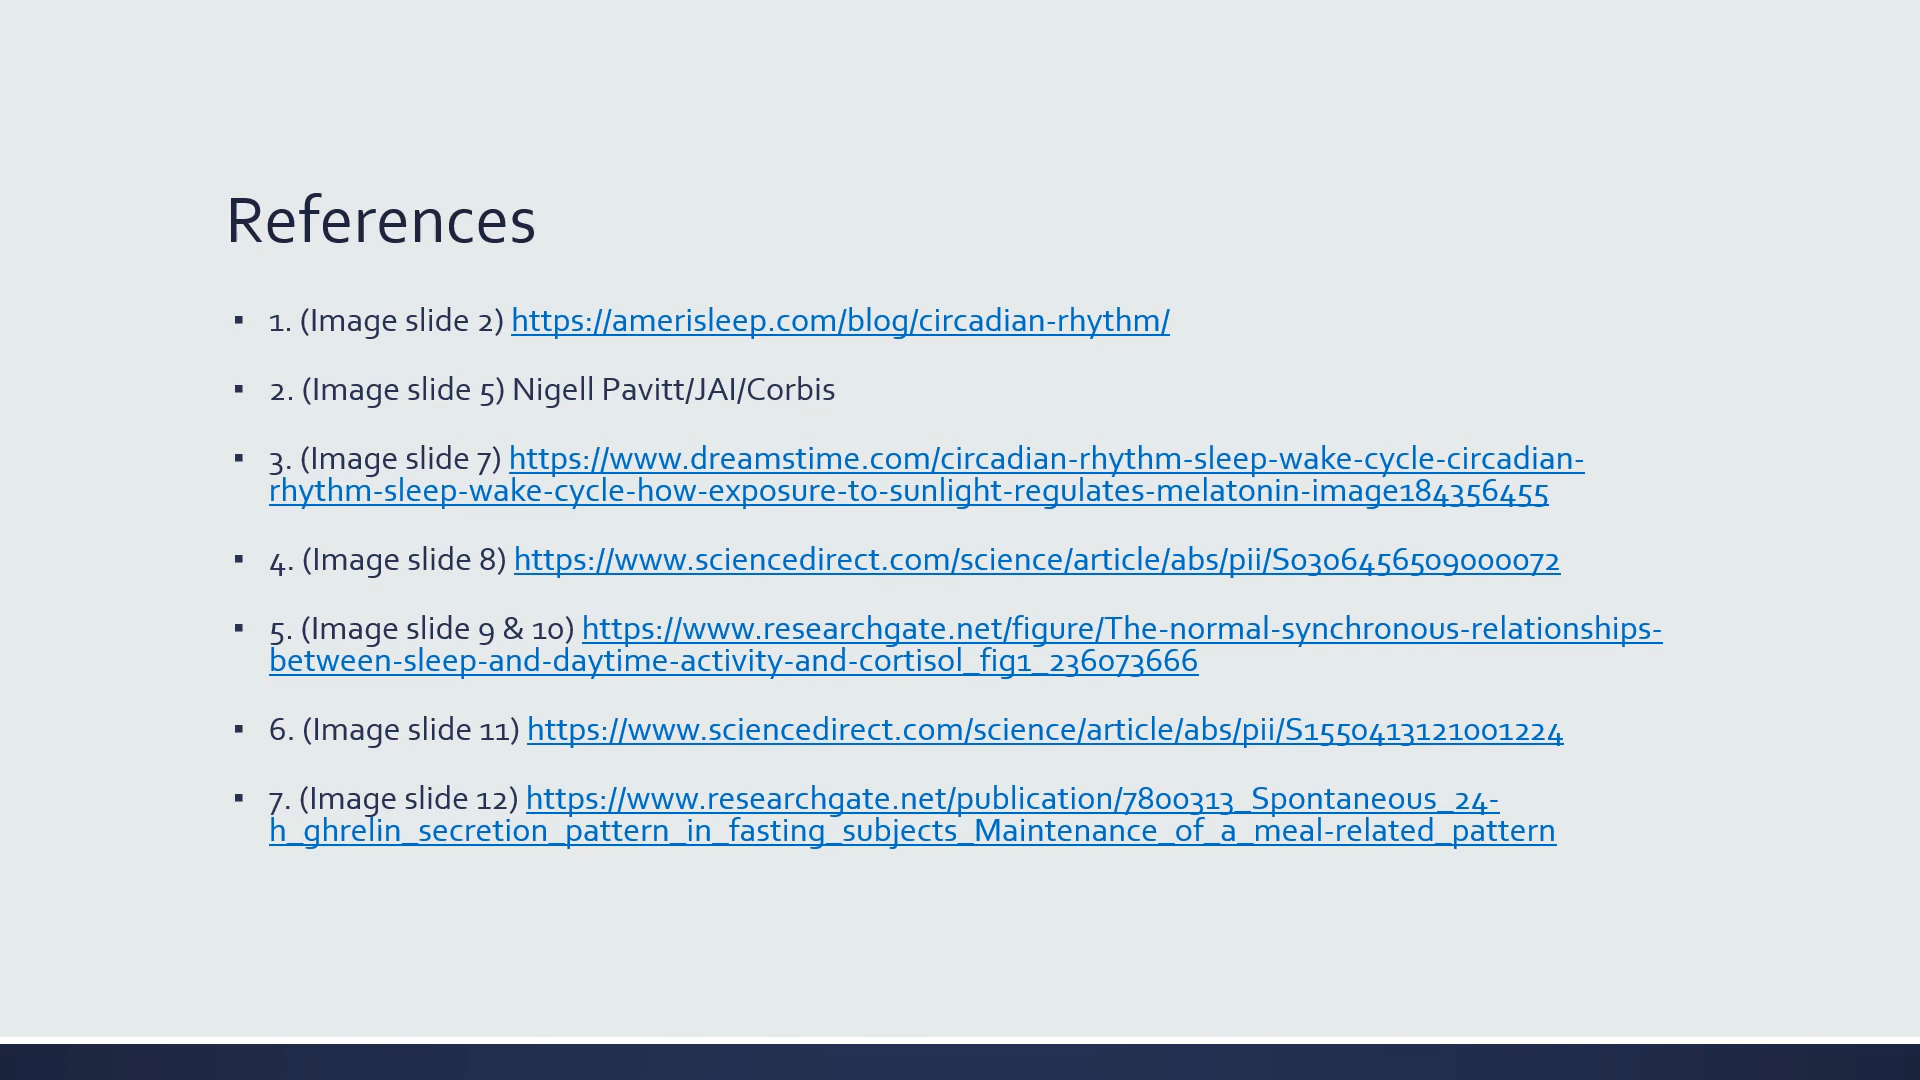 References
▪ 1. (Image slide 2) https://amerisleep.com/blog/circadian-rhythm/
▪ 2. (Image slide 5) Nigell Pavitt/JAI/Corbis
▪ 3. (Image slide 7) https://www.dreamstime.com/circadian-rhythm-sleep-wake-cycle-circadian-
rhythm-sleep-wake-cycle-how-exposure-to-sunlight-regulates-melatonin-image184356455
▪ 4. (Image slide 8) https://www.sciencedirect.com/science/article/abs/pii/S0306456509000072
▪ 5. (Image slide 9 & 10) https://www.researchgate.net/figure/The-normal-synchronous-relationships-
between-sleep-and-daytime-activity-and-cortisol_fig1_236073666
▪ 6. (Image slide 11) https://www.sciencedirect.com/science/article/abs/pii/S1550413121001224
▪ 7. (Image slide 12) https://www.researchgate.net/publication/7800313_Spontaneous_24-
h_ghrelin_secretion_pattern_in_fasting_subjects_Maintenance_of_a_meal-related_pattern